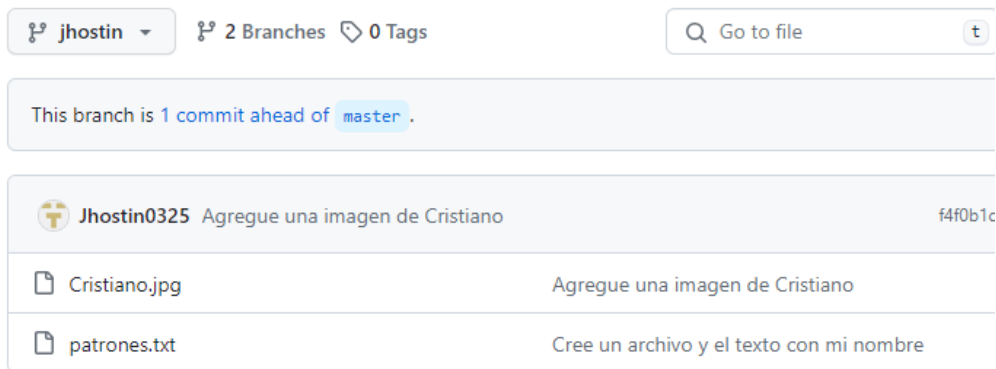 jhostin 2 Branches 0 Tags Go to file t
This branch is 1 commit ahead of master .
Jhostin0325 Agregue una imagen de Cristiano f4f0b1c
Cristiano.jpg Agregue una imagen de Cristiano
patrones.txt Cree un archivo y el texto con mi nombre